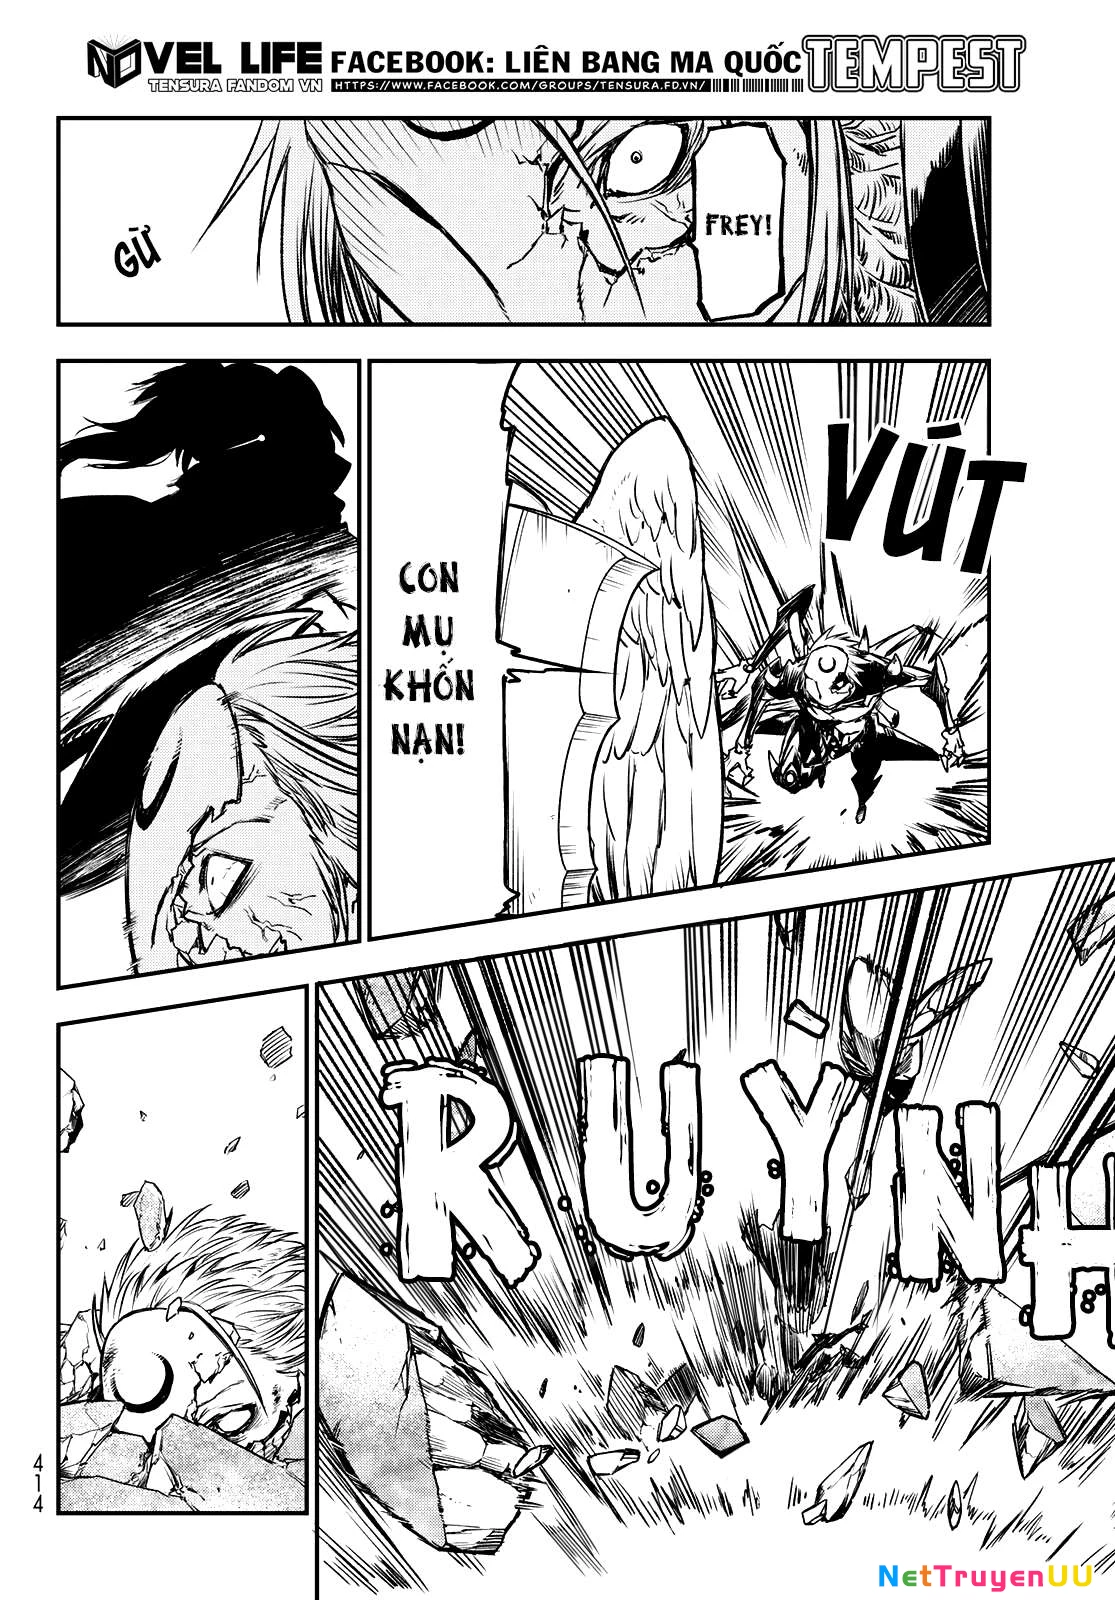 NOVEL LIFE
TENSURA FANDOM VN
FACEBOOK: LIÊN BANG MA QUỐC
HTTPS://WWW.FACEBOOK.COM/GROUPS/TENSURA.FD.VN/
TEMPEST
FREY!
GỪ
VÚT
CON
MỤ
KHỐN
NẠN!
RUỲNH
414
NetTruyenUU